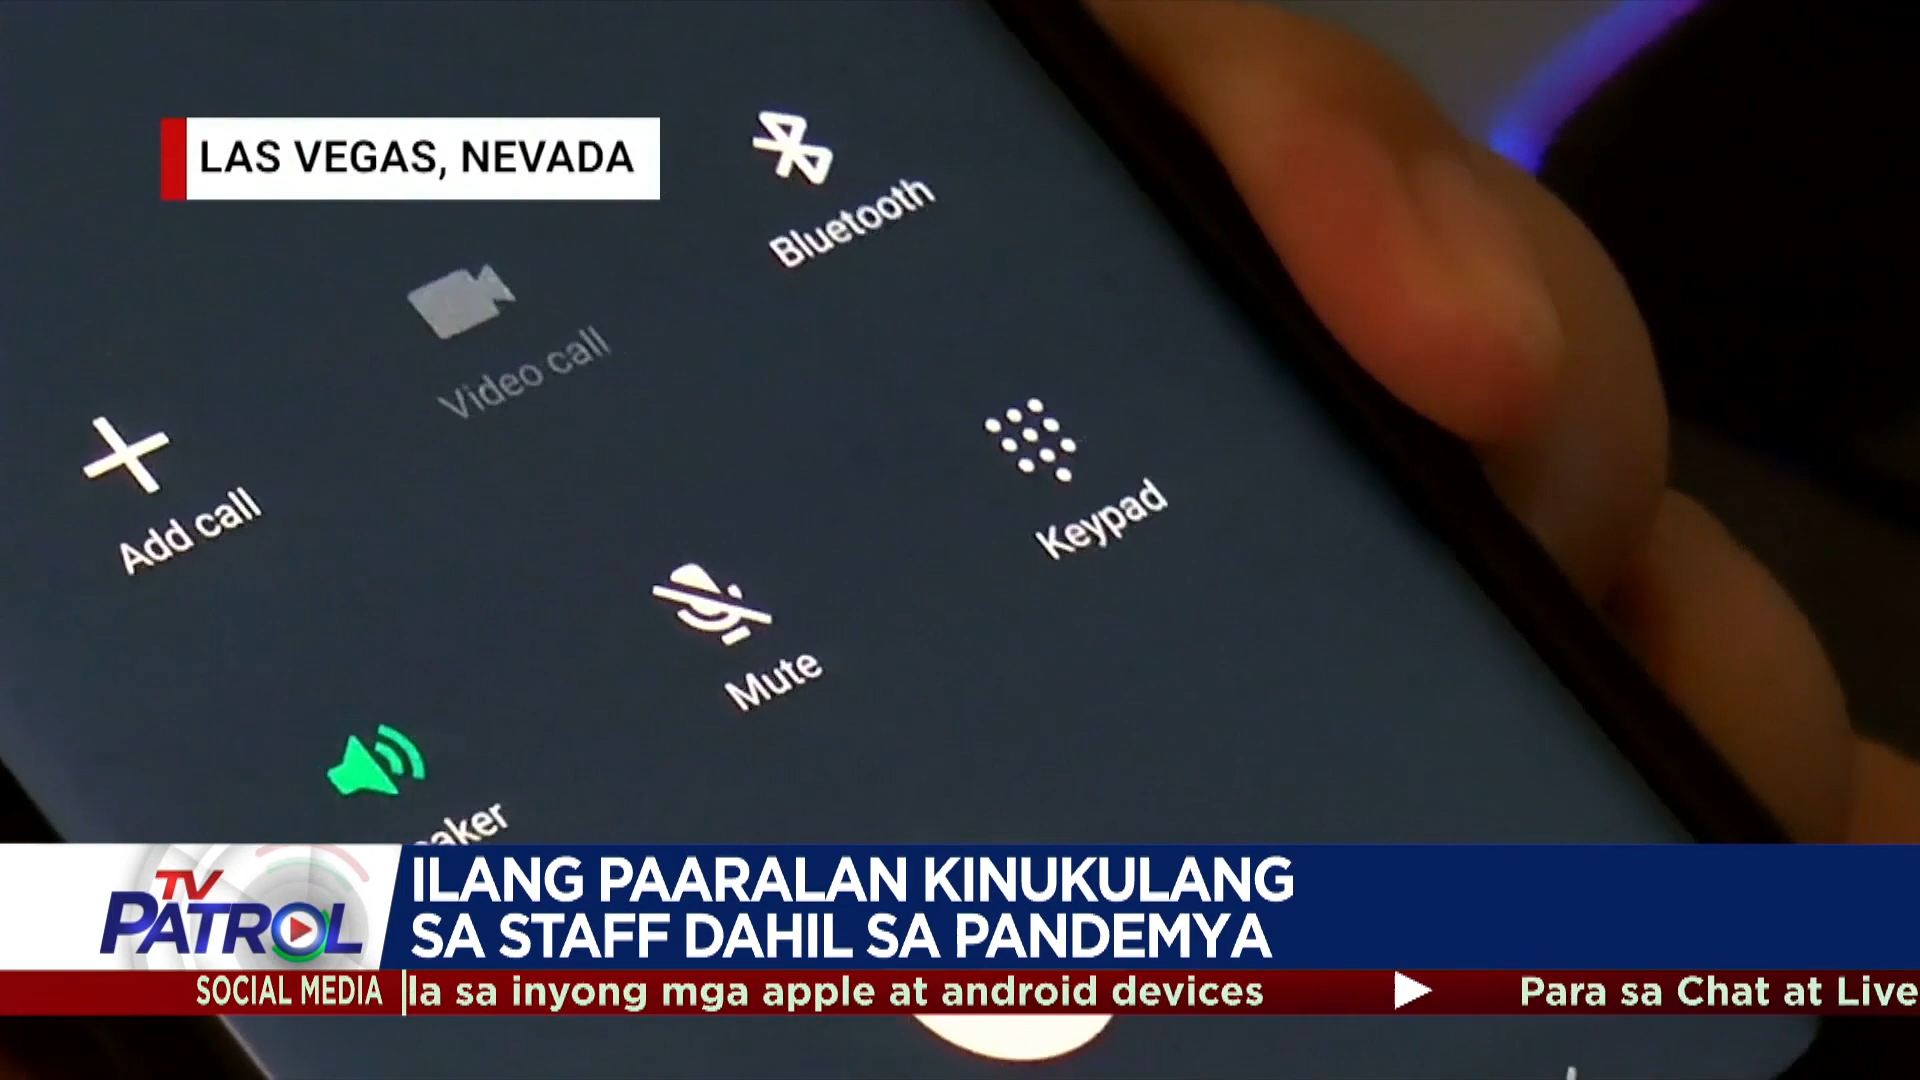 LAS VEGAS, NEVADA
Bluetooth
Video call
Add call
Keypad
Mute
TV
PATROL
ILANG PAARALAN KINUKULANG
SA STAFF DAHIL SA PANDEMYA
SOCIAL MEDIA
la sa inyong mga apple at android devices
Para sa Chat at Live